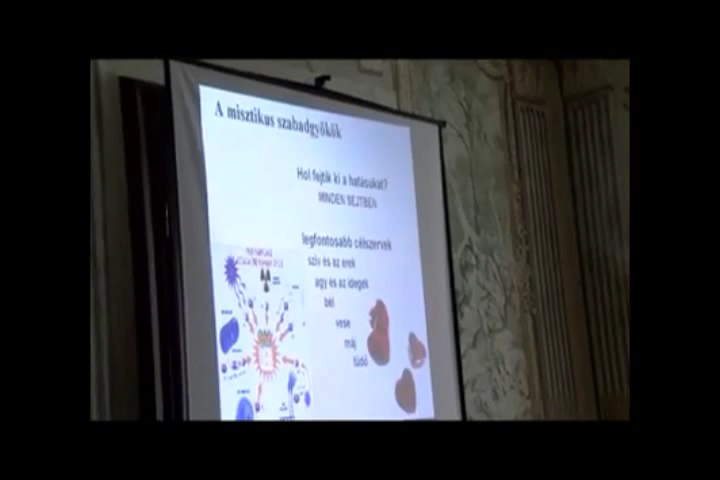 A misztikus szabadgyökök
Hol fejtik ki a hatásukat?
MINDEN SEJTBEN
legfontosabb célszervek
szív és az erek
agy és az idegek
bél
vese
máj
tüdő